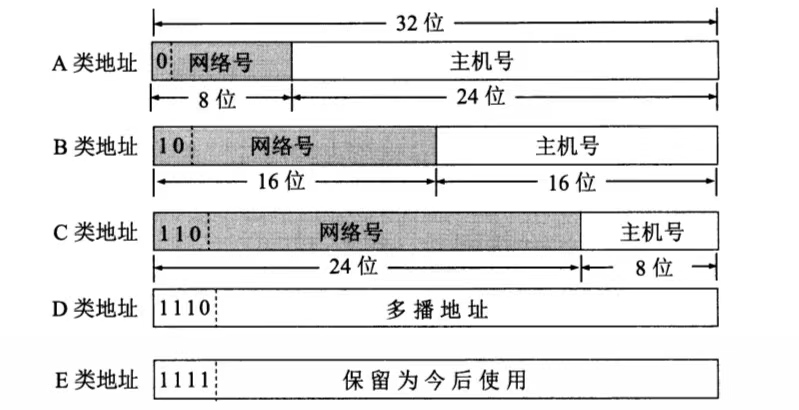 32 位
A 类地址 0 网络号 主机号
8 位 24 位
B 类地址 10 网络号 主机号
16 位 16 位
C 类地址 110 网络号 主机号
24 位 8 位
D 类地址 1110 多播地址
E 类地址 1111 保留为今后使用